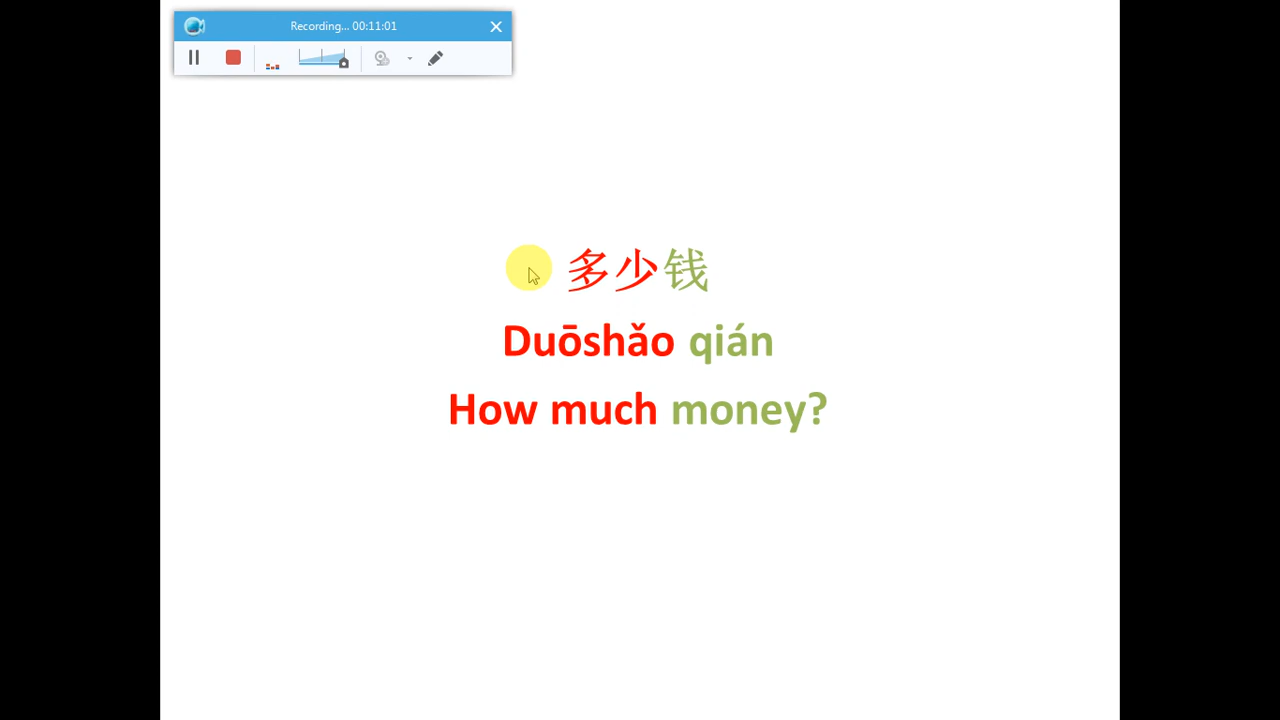 Recording... 00:11:01
多少钱
Duōshǎo qián
How much money?